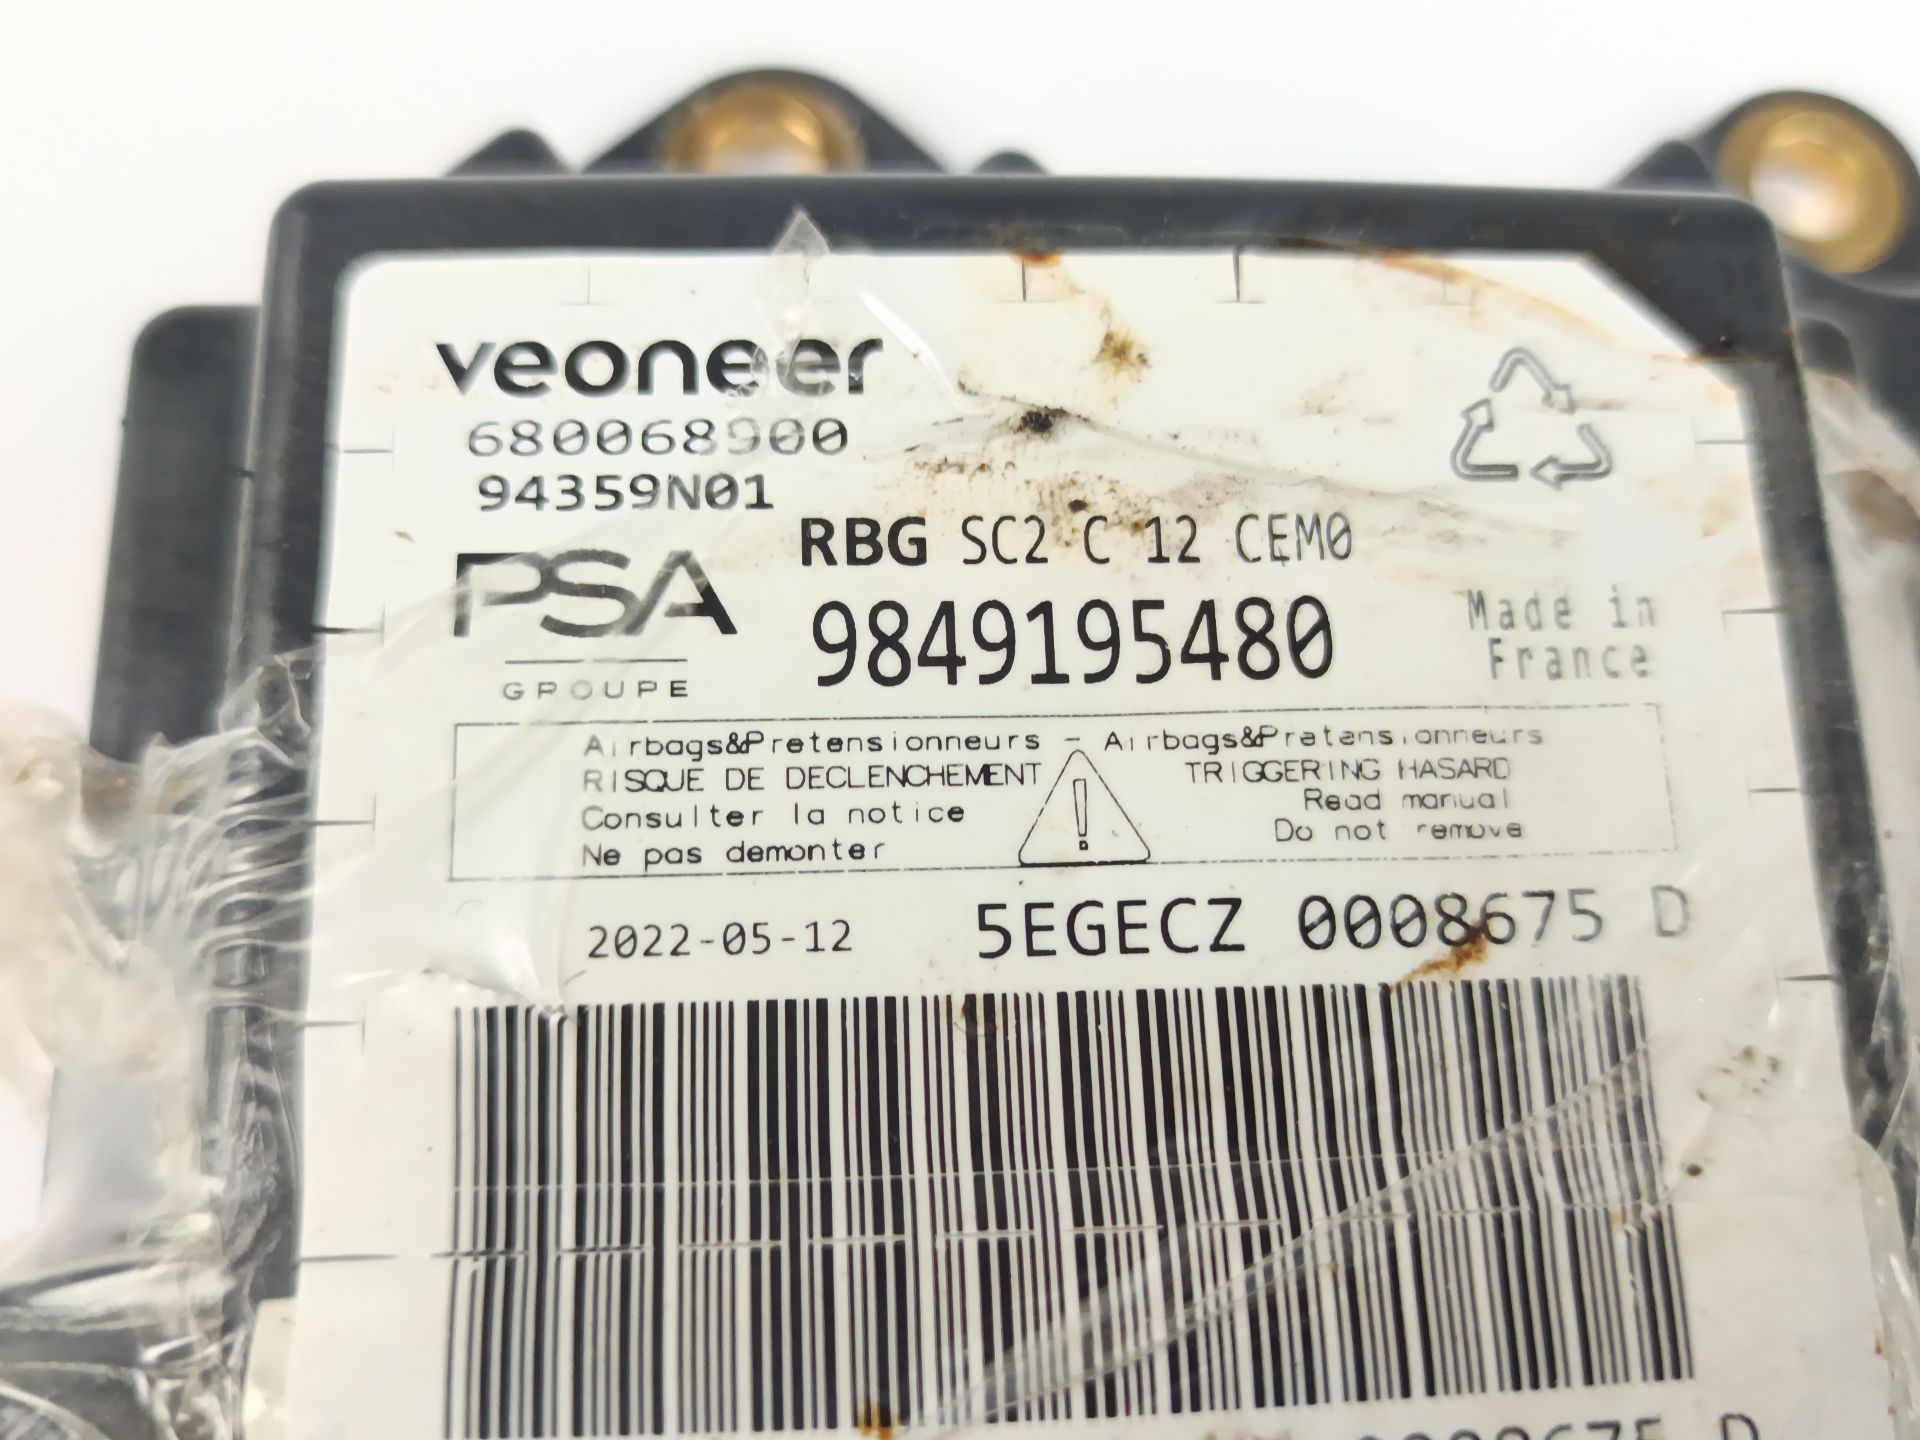 veoneer
680068900
94359N01
RBG SC2 C 12 CEM0
PSA
GROUPE
9849195480
Made in
France
Airbags&Pretensionneurs - Airbags&Pretensionneurs
RISQUE DE DECLENCHEMENT
TRIGGERING HASARD
Consulter la notice
Read manual
Ne pas demonter
Do not remove
2022-05-12
5EGECZ 0008675 D
0008675 D